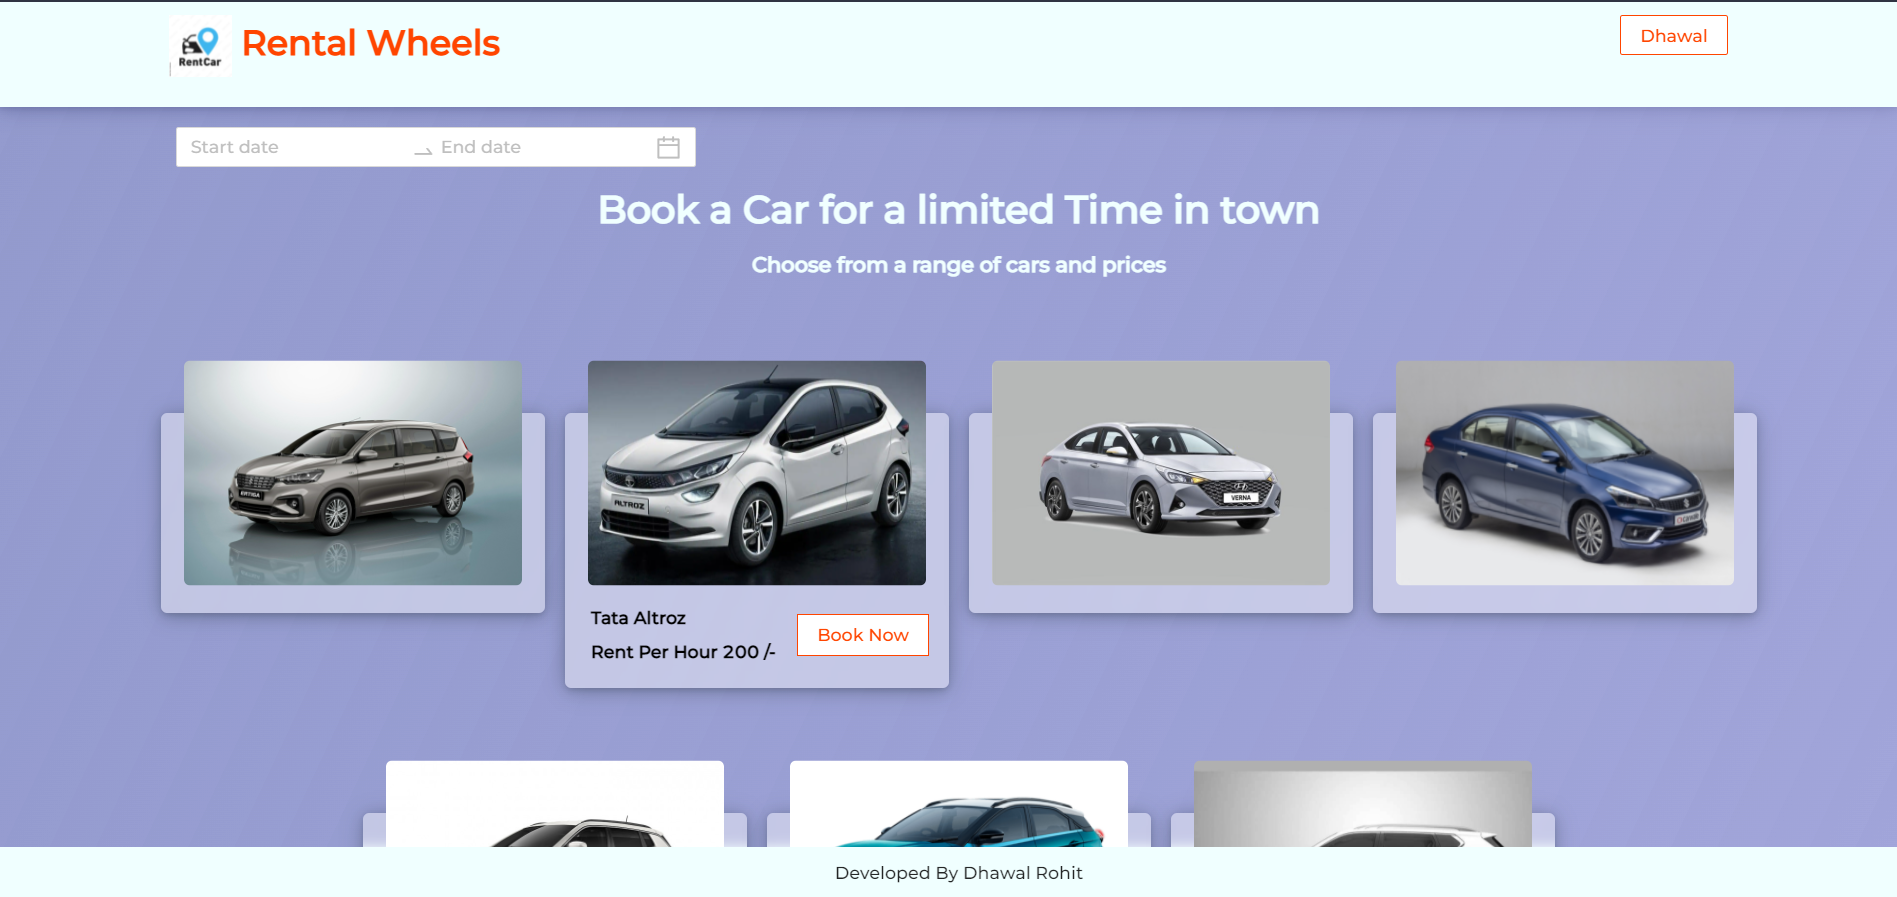 RentCar
Rental Wheels
Dhawal
Start date
End date
Book a Car for a limited Time in town
Choose from a range of cars and prices
ERTIGA
ALTROZ
VERNA
Tata Altroz
Rent Per Hour 200 /-
Book Now
Developed By Dhawal Rohit